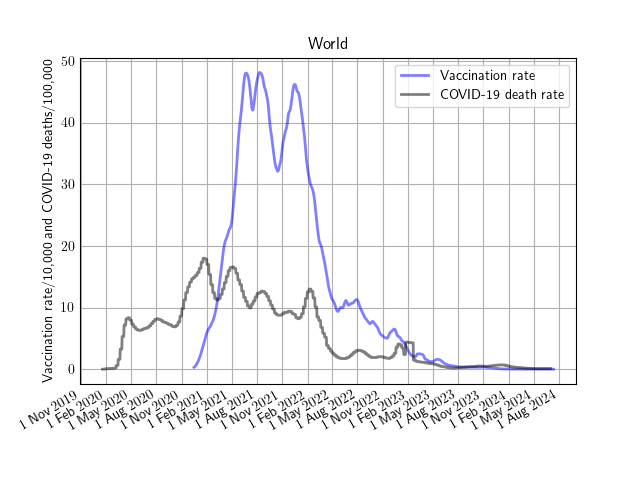 World
Vaccination rate
COVID-19 death rate
Vaccination rate/10,000 and COVID-19 deaths/100,000
50
40
30
20
10
0
1 Nov 2019
1 Feb 2020
1 May 2020
1 Aug 2020
1 Nov 2020
1 Feb 2021
1 May 2021
1 Aug 2021
1 Nov 2021
1 Feb 2022
1 May 2022
1 Aug 2022
1 Nov 2022
1 Feb 2023
1 May 2023
1 Aug 2023
1 Nov 2023
1 Feb 2024
1 May 2024
1 Aug 2024